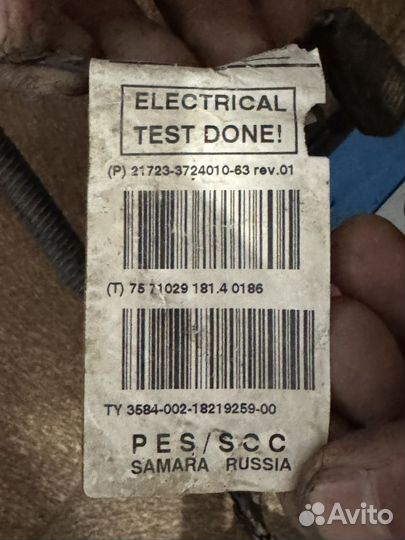 ELECTRICAL
TEST DONE!
(P) 21723-3724010-63 rev.01
(T) 75 71029 181.4 0186
TY 3584-002-18219259-00
PES/SCC
SAMARA RUSSIA
Avito